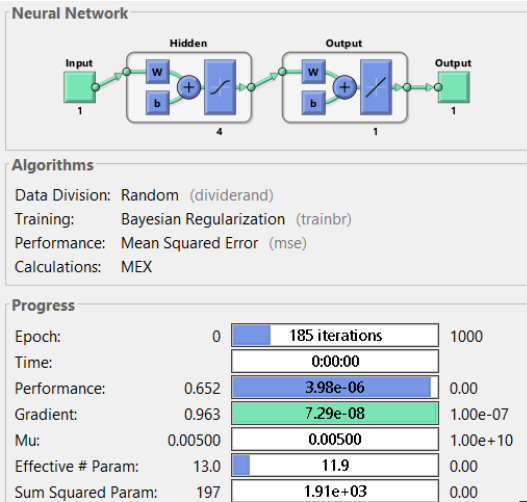 Neural Network
Hidden Output
Input Output
W W
b b
1 4 1 1
Algorithms
Data Division: Random (dividerand)
Training: Bayesian Regularization (trainbr)
Performance: Mean Squared Error (mse)
Calculations: MEX
Progress
Epoch: 0 185 iterations 1000
Time: 0:00:00
Performance: 0.652 3.98e-06 0.00
Gradient: 0.963 7.29e-08 1.00e-07
Mu: 0.00500 0.00500 1.00e+10
Effective # Param: 13.0 11.9 0.00
Sum Squared Param: 197 1.91e+03 0.00